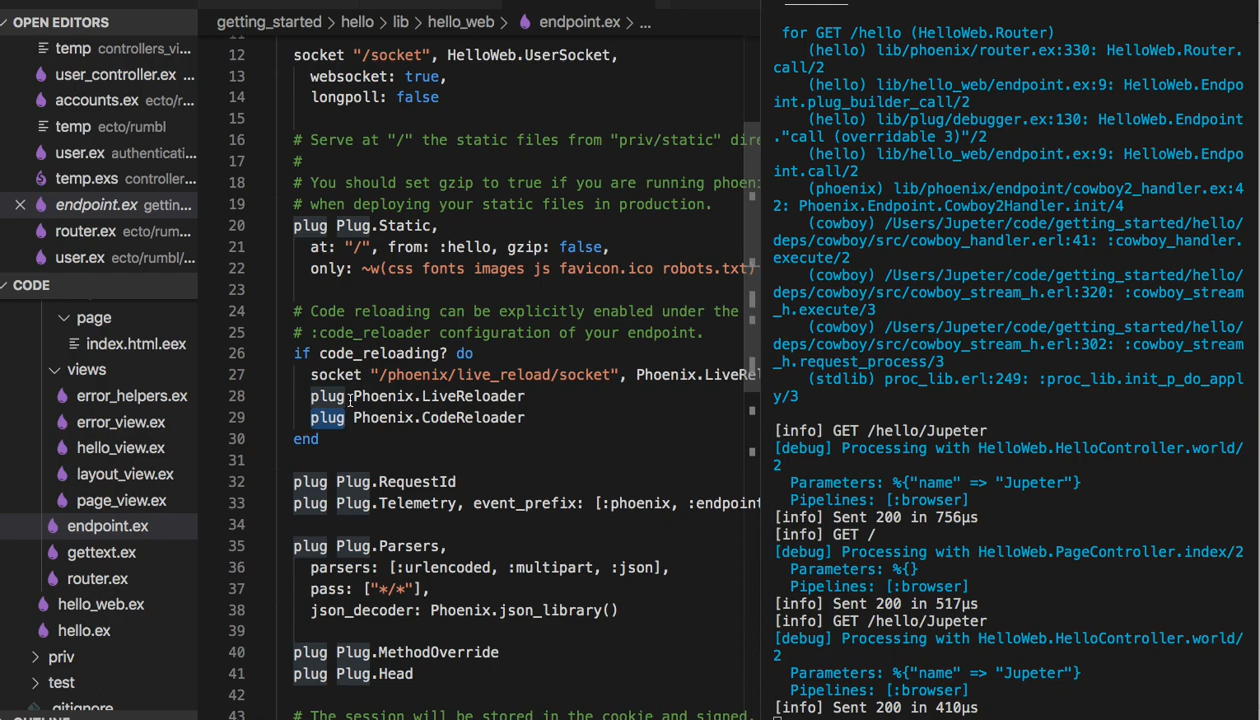 OPEN EDITORS
temp controllers_vi...
user_controller.ex ...
accounts.ex ecto/r...
temp ecto/rumbl
user.ex authenticati...
temp.exs controller...
endpoint.ex gettin...
router.ex ecto/rum...
user.ex ecto/rumbl/...
CODE
page
index.html.eex
views
error_helpers.ex
error_view.ex
hello_view.ex
layout_view.ex
page_view.ex
endpoint.ex
gettext.ex
router.ex
hello_web.ex
hello.ex
priv
test
.gitignore
OUTLINE
getting_started > hello > lib > hello_web > endpoint.ex > ...
11
12 socket "/socket", HelloWeb.UserSocket,
13 websocket: true,
14 longpoll: false
15
16 # Serve at "/" the static files from "priv/static" dire
17 #
18 # You should set gzip to true if you are running phoen
19 # when deploying your static files in production.
20 plug Plug.Static,
21 at: "/", from: :hello, gzip: false,
22 only: ~w(css fonts images js favicon.ico robots.txt)
23
24 # Code reloading can be explicitly enabled under the
25 # :code_reloader configuration of your endpoint.
26 if code_reloading? do
27 socket "/phoenix/live_reload/socket", Phoenix.LiveRel
28 plug Phoenix.LiveReloader
29 plug Phoenix.CodeReloader
30 end
31
32 plug Plug.RequestId
33 plug Plug.Telemetry, event_prefix: [:phoenix, :endpoin
34
35 plug Plug.Parsers,
36 parsers: [:urlencoded, :multipart, :json],
37 pass: ["*/*"],
38 json_decoder: Phoenix.json_library()
39
40 plug Plug.MethodOverride
41 plug Plug.Head
42
43 # The session will be stored in the cookie and signed,
for GET /hello (HelloWeb.Router)
(hello) lib/phoenix/router.ex:330: HelloWeb.Router.
call/2
(hello) lib/hello_web/endpoint.ex:9: HelloWeb.Endpo
int.plug_builder_call/2
(hello) lib/plug/debugger.ex:130: HelloWeb.Endpoint
."call (overridable 3)"/2
(hello) lib/hello_web/endpoint.ex:9: HelloWeb.Endpo
int.call/2
(phoenix) lib/phoenix/endpoint/cowboy2_handler.ex:4
2: Phoenix.Endpoint.Cowboy2Handler.init/4
(cowboy) /Users/Jupeter/code/getting_started/hello/
deps/cowboy/src/cowboy_handler.erl:41: :cowboy_handler.
execute/2
(cowboy) /Users/Jupeter/code/getting_started/hello/
deps/cowboy/src/cowboy_stream_h.erl:320: :cowboy_stream
_h.execute/3
(cowboy) /Users/Jupeter/code/getting_started/hello/
deps/cowboy/src/cowboy_stream_h.erl:302: :cowboy_stream
_h.request_process/3
(stdlib) proc_lib.erl:249: :proc_lib.init_p_do_appl
y/3
[info] GET /hello/Jupeter
[debug] Processing with HelloWeb.HelloController.world/
2
Parameters: %{"name" => "Jupeter"}
Pipelines: [:browser]
[info] Sent 200 in 756µs
[info] GET /
[debug] Processing with HelloWeb.PageController.index/2
Parameters: %{}
Pipelines: [:browser]
[info] Sent 200 in 517µs
[info] GET /hello/Jupeter
[debug] Processing with HelloWeb.HelloController.world/
2
Parameters: %{"name" => "Jupeter"}
Pipelines: [:browser]
[info] Sent 200 in 410µs